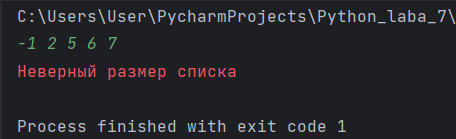 C:\Users\User\PycharmProjects\Python_laba_7\
-1 2 5 6 7
Неверный размер списка
Process finished with exit code 1